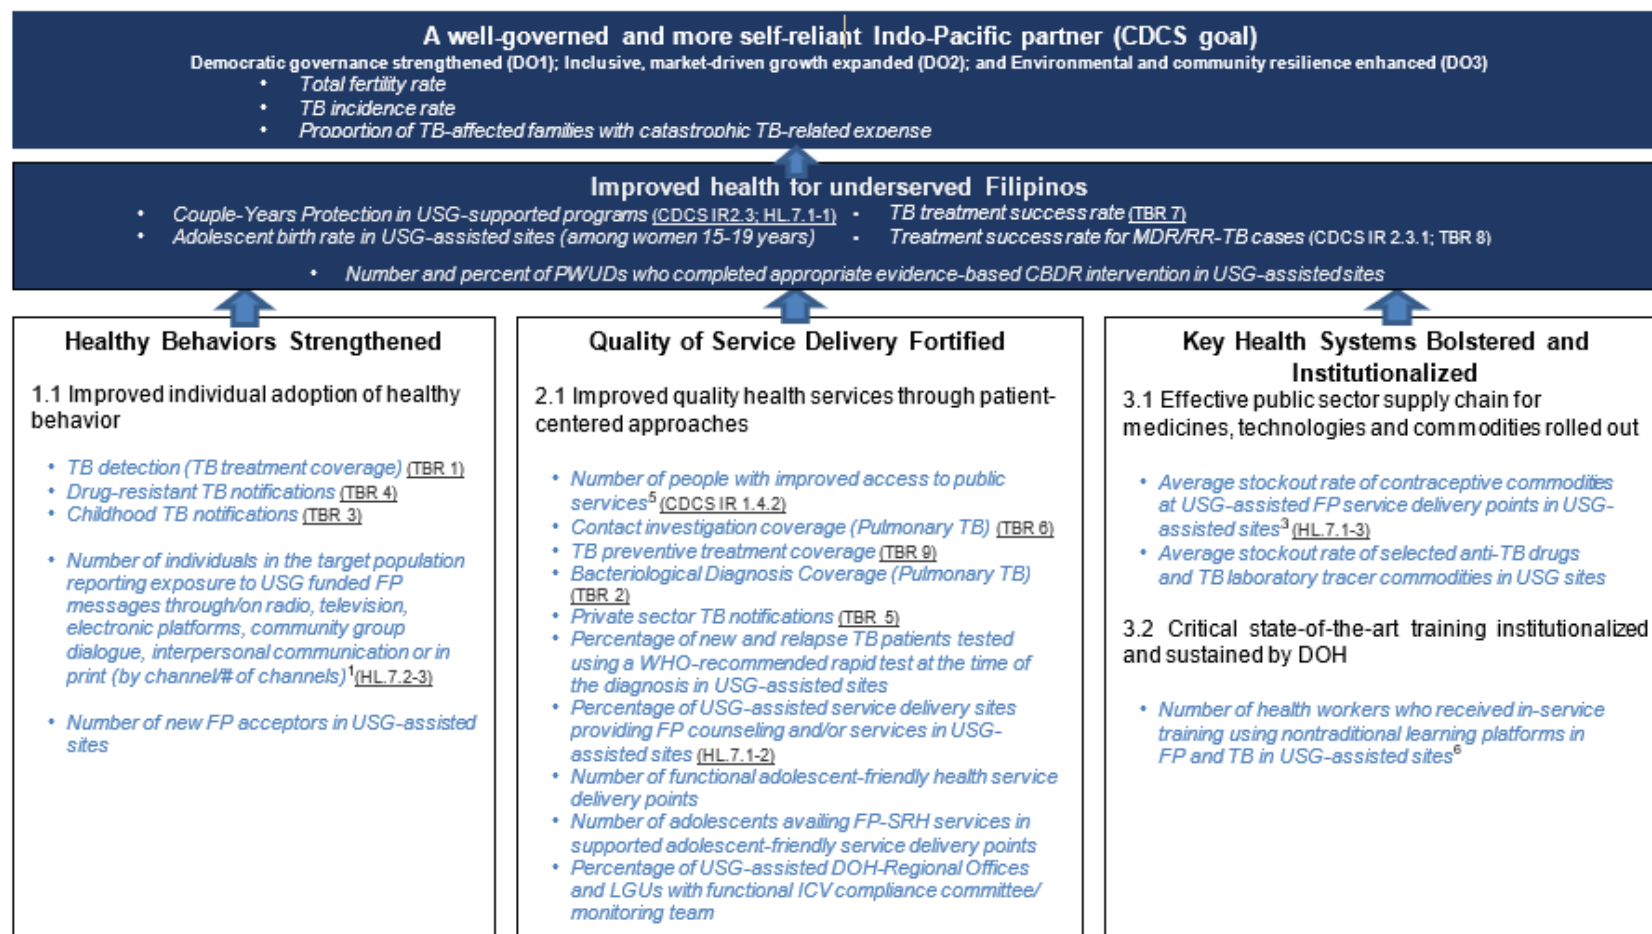 A well-governed and more self-reliant Indo-Pacific partner (CDCS goal)
Democratic governance strengthened (DO1); Inclusive, market-driven growth expanded (DO2); and Environmental and community resilience enhanced (DO3)
• Total fertility rate
• TB incidence rate
• Proportion of TB-affected families with catastrophic TB-related expense
Improved health for underserved Filipinos
• Couple-Years Protection in USG-supported programs (CDCS IR2.3; HL.7.1-1)
• Adolescent birth rate in USG-assisted sites (among women 15-19 years)
• TB treatment success rate (TBR 7)
• Treatment success rate for MDR/RR-TB cases (CDCS IR 2.3.1; TBR 8)
• Number and percent of PWUDs who completed appropriate evidence-based CBDR intervention in USG-assisted sites
Healthy Behaviors Strengthened
1.1 Improved individual adoption of healthy
behavior
• TB detection (TB treatment coverage) (TBR 1)
• Drug-resistant TB notifications (TBR 4)
• Childhood TB notifications (TBR 3)
• Number of individuals in the target population
reporting exposure to USG funded FP
messages through/on radio, television,
electronic platforms, community group
dialogue, interpersonal communication or in
print (by channel/# of channels)¹(HL.7.2-3)
• Number of new FP acceptors in USG-assisted
sites
Quality of Service Delivery Fortified
2.1 Improved quality health services through patient-
centered approaches
• Number of people with improved access to public
services⁵ (CDCS IR 1.4.2)
• Contact investigation coverage (Pulmonary TB) (TBR 6)
• TB preventive treatment coverage (TBR 9)
• Bacteriological Diagnosis Coverage (Pulmonary TB)
(TBR 2)
• Private sector TB notifications (TBR 5)
• Percentage of new and relapse TB patients tested
using a WHO-recommended rapid test at the time of
the diagnosis in USG-assisted sites
• Percentage of USG-assisted service delivery sites
providing FP counseling and/or services in USG-
assisted sites (HL.7.1-2)
• Number of functional adolescent-friendly health service
delivery points
• Number of adolescents availing FP-SRH services in
supported adolescent-friendly service delivery points
• Percentage of USG-assisted DOH-Regional Offices
and LGUs with functional ICV compliance committee/
monitoring team
Key Health Systems Bolstered and
Institutionalized
3.1 Effective public sector supply chain for
medicines, technologies and commodities rolled out
• Average stockout rate of contraceptive commodities
at USG-assisted FP service delivery points in USG-
assisted sites³ (HL.7.1-3)
• Average stockout rate of selected anti-TB drugs
and TB laboratory tracer commodities in USG sites
3.2 Critical state-of-the-art training institutionalized
and sustained by DOH
• Number of health workers who received in-service
training using nontraditional learning platforms in
FP and TB in USG-assisted sites⁶